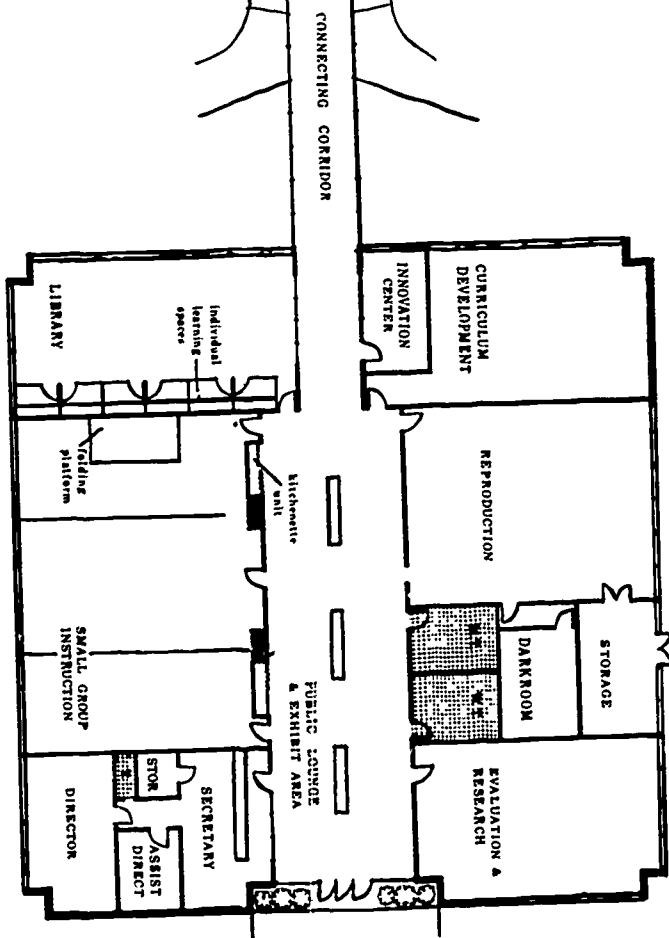 CONNECTING CORRIDOR
CURRICULUM
DEVELOPMENT
INNOVATION
CENTER
LIBRARY
individual
learning
spaces
folding
platform
kitchenette
unit
REPRODUCTION
STORAGE
DARKROOM
SMALL GROUP
INSTRUCTION
PUBLIC LOUNGE
& EXHIBIT AREA
EVALUATION &
RESEARCH
STOR
SECRETARY
DIRECTOR
ASSIST
DIRECT